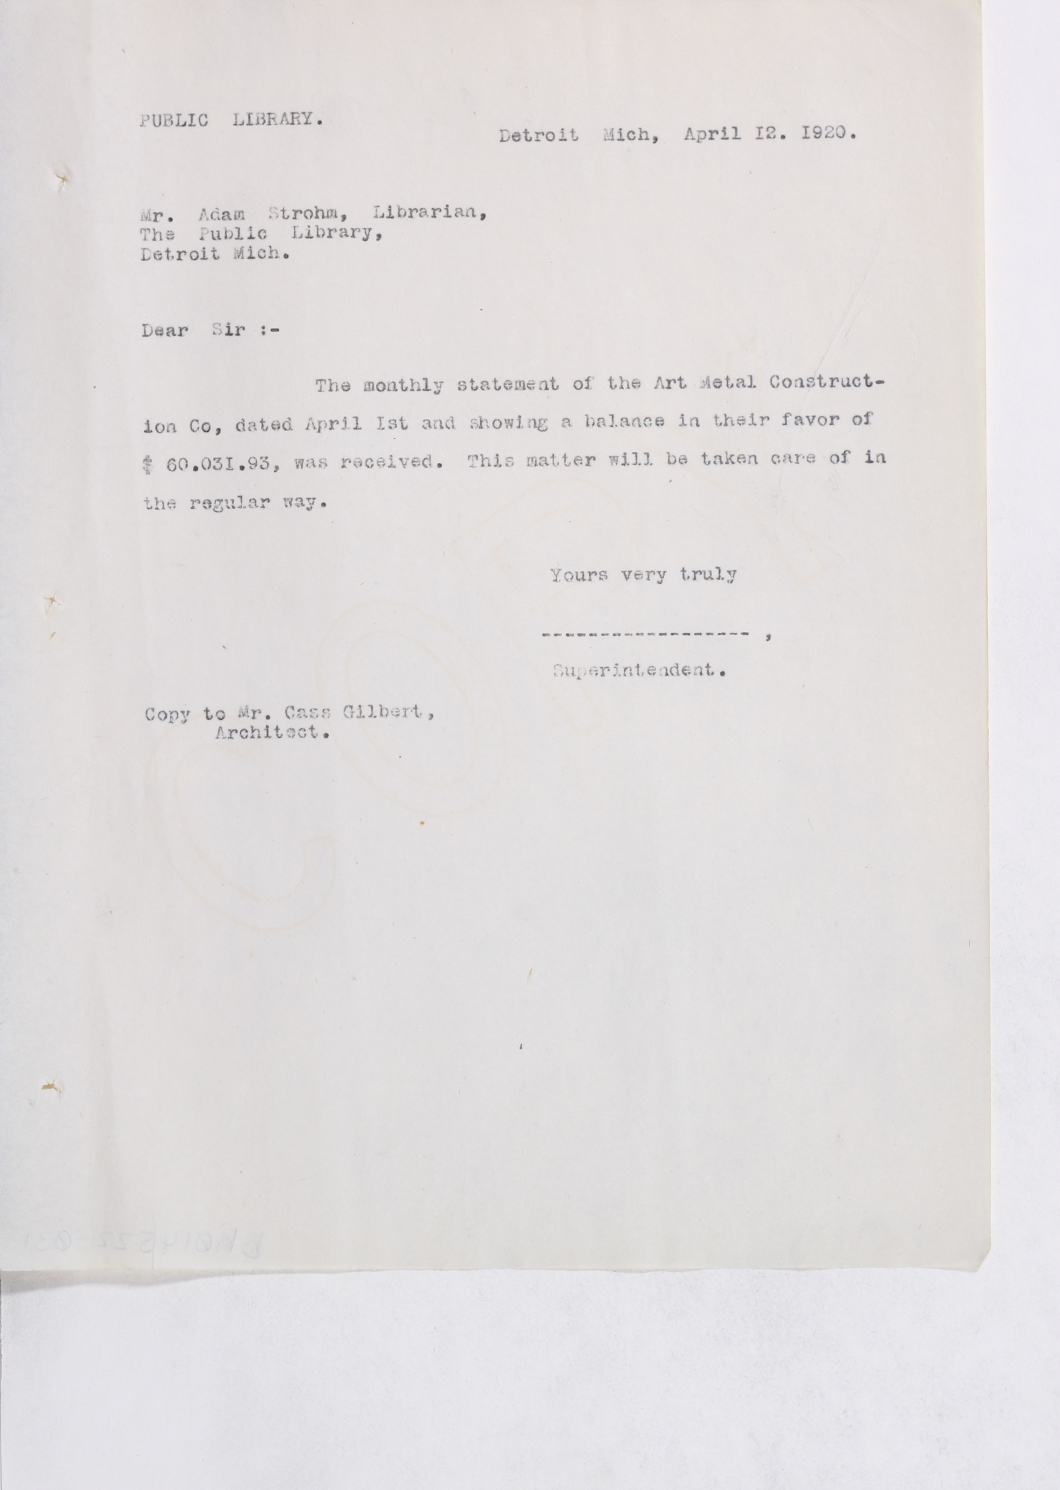 PUBLIC LIBRARY.
Detroit Mich, April I2. I920.
Mr. Adam Strohm, Librarian,
The Public Library,
Detroit Mich.
Dear Sir :-
The monthly statement of the Art Metal Construct-
ion Co, dated April Ist and showing a balance in their favor of
$ 60.03I.93, was received. This matter will be taken care of in
the regular way.
Yours very truly
------------------ ,
Superintendent.
Copy to Mr. Cass Gilbert,
Architect.